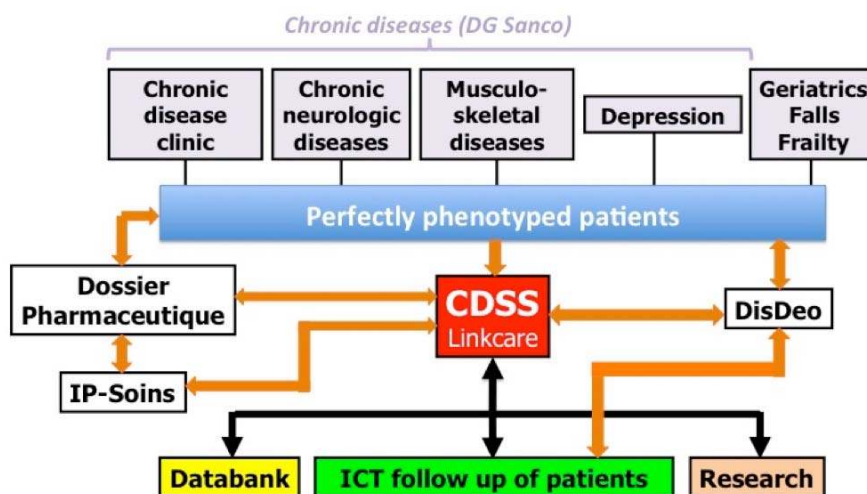 Chronic diseases (DG Sanco)
Chronic
disease
clinic
Chronic
neurologic
diseases
Musculo-
skeletal
diseases
Depression
Geriatrics
Falls
Frailty
Perfectly phenotyped patients
Dossier
Pharmaceutique
CDSS
Linkcare
DisDeo
IP-Soins
Databank
ICT follow up of patients
Research